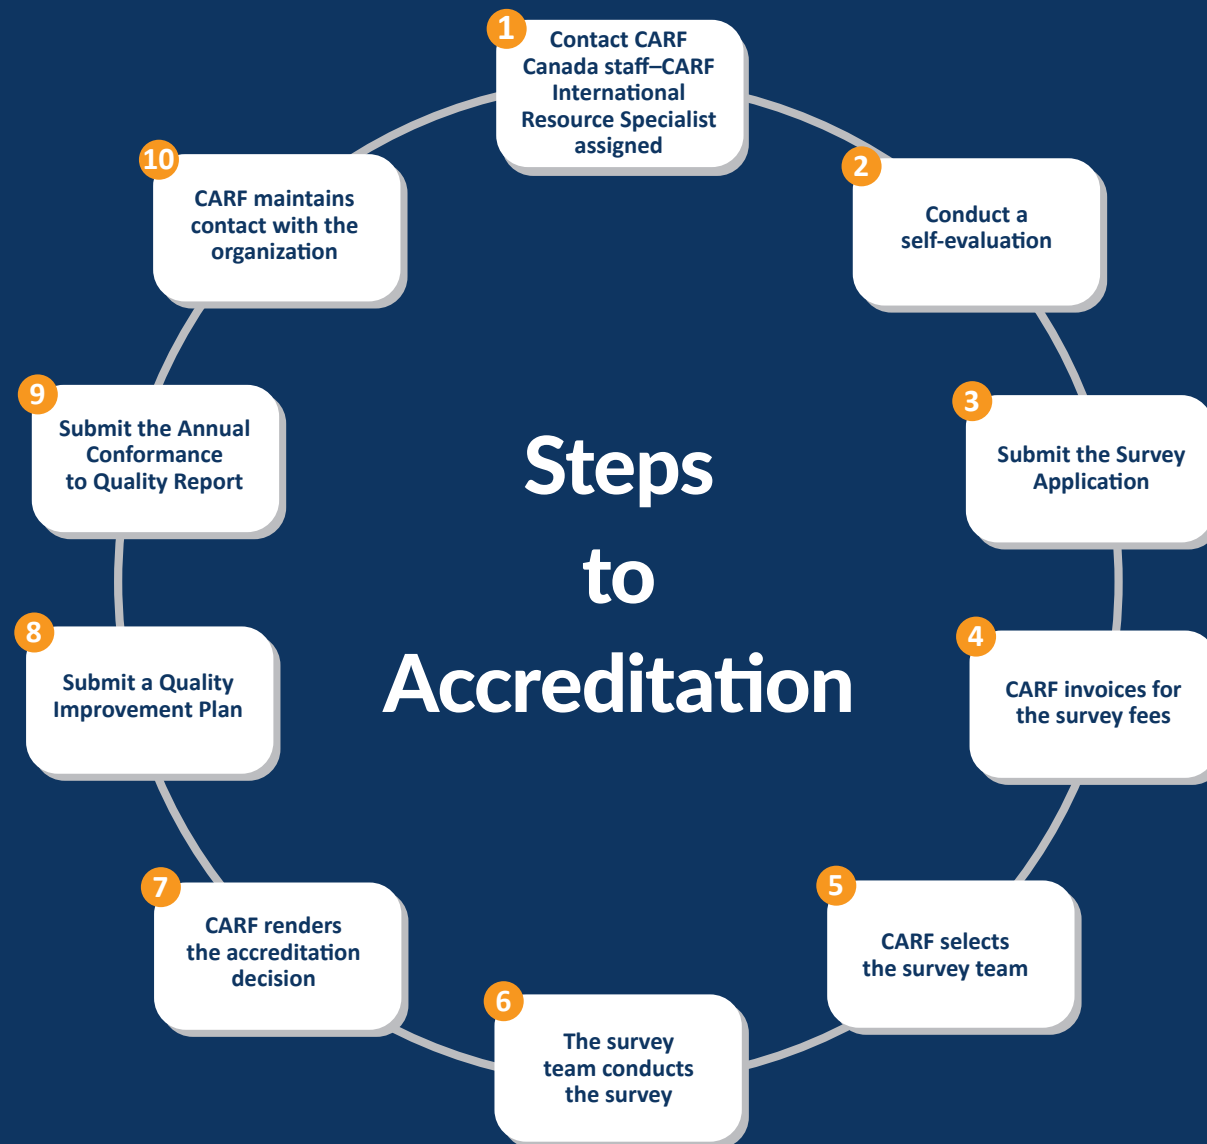 1
Contact CARF
Canada staff–CARF
International
Resource Specialist
assigned
2
Conduct a
self-evaluation
3
Submit the Survey
Application
4
CARF invoices for
the survey fees
5
CARF selects
the survey team
6
The survey
team conducts
the survey
7
CARF renders
the accreditation
decision
8
Submit a Quality
Improvement Plan
9
Submit the Annual
Conformance
to Quality Report
10
CARF maintains
contact with the
organization
Steps
to
Accreditation